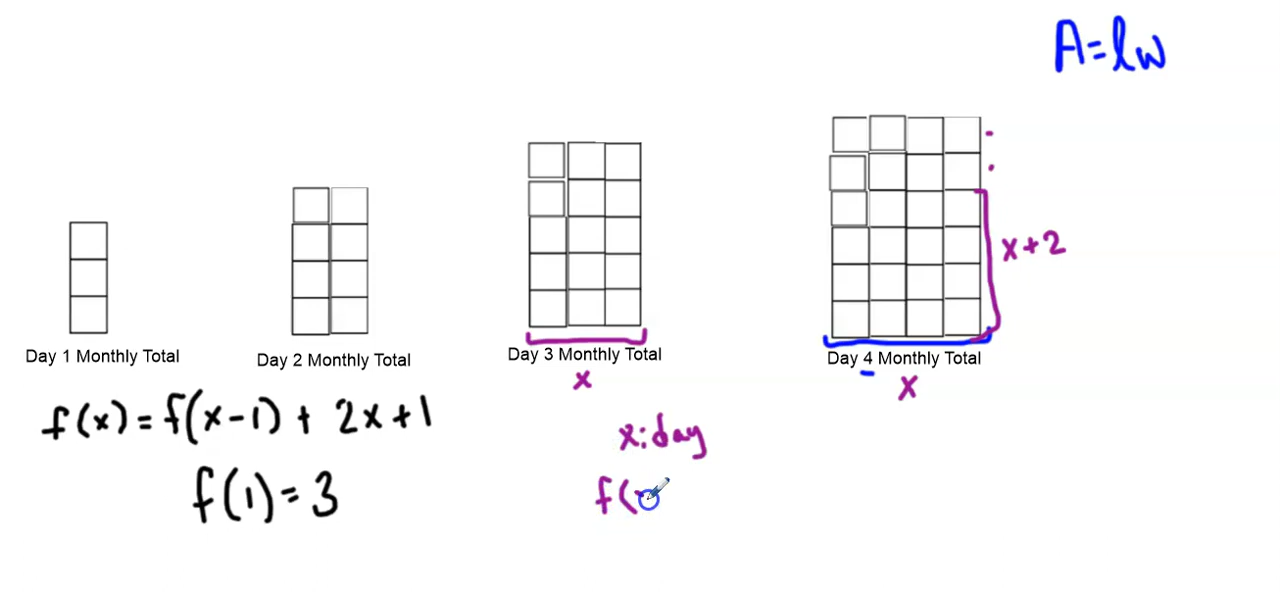 A=lw
x+2
Day 1 Monthly Total
Day 2 Monthly Total
Day 3 Monthly Total
Day 4 Monthly Total
x
x
f(x)=f(x-1)+2x+1
x:day
f(1)=3
f(